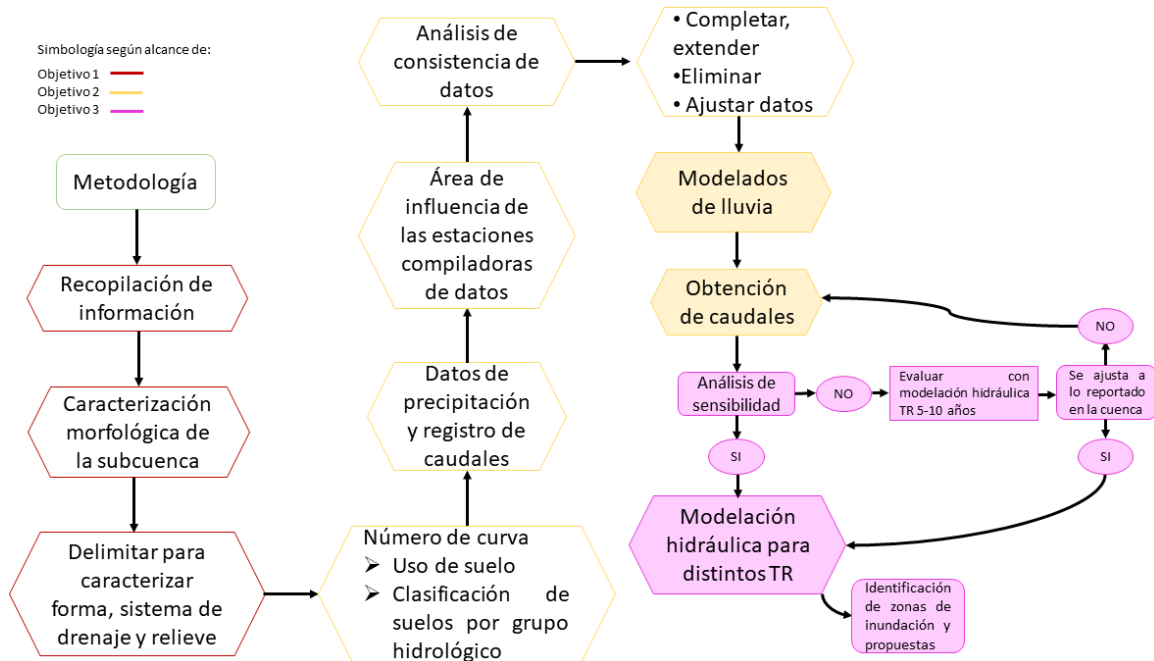 Simbología según alcance de:
Objetivo 1
Objetivo 2
Objetivo 3
Metodología
Recopilación de
información
Caracterización
morfológica de
la subcuenca
Delimitar para
caracterizar
forma, sistema de
drenaje y relieve
Número de curva
➢ Uso de suelo
➢ Clasificación de
suelos por grupo
hidrológico
Datos de
precipitación
y registro de
caudales
Área de
influencia de
las estaciones
compiladoras
de datos
Análisis de
consistencia de
datos
• Completar,
extender
•Eliminar
• Ajustar datos
Modelados
de lluvia
Obtención
de caudales
Análisis de
sensibilidad
NO
Evaluar con
modelación hidráulica
TR 5-10 años
Se ajusta a
lo reportado
en la cuenca
NO
SI
SI
Modelación
hidráulica para
distintos TR
Identificación
de zonas de
inundación y
propuestas